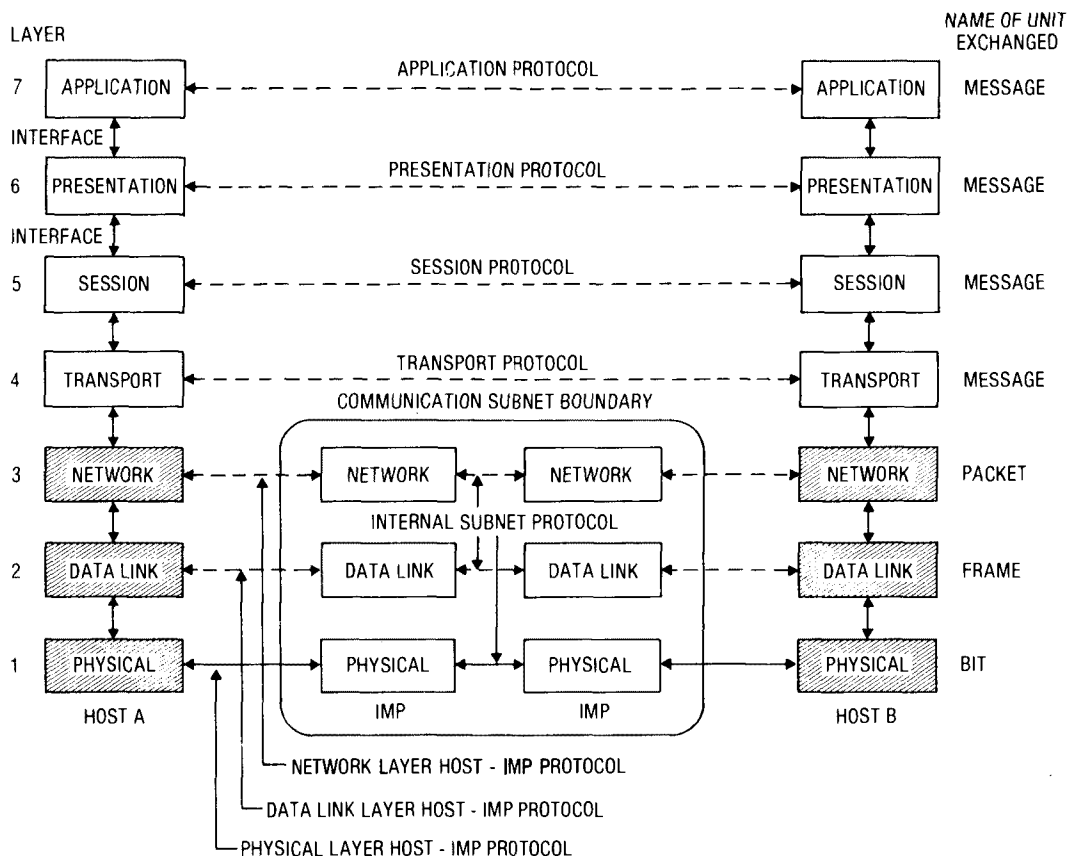 LAYER
NAME OF UNIT
EXCHANGED
7
APPLICATION
APPLICATION PROTOCOL
APPLICATION
MESSAGE
INTERFACE
6
PRESENTATION
PRESENTATION PROTOCOL
PRESENTATION
MESSAGE
INTERFACE
5
SESSION
SESSION PROTOCOL
SESSION
MESSAGE
4
TRANSPORT
TRANSPORT PROTOCOL
TRANSPORT
MESSAGE
COMMUNICATION SUBNET BOUNDARY
3
NETWORK
NETWORK
NETWORK
NETWORK
PACKET
INTERNAL SUBNET PROTOCOL
2
DATA LINK
DATA LINK
DATA LINK
DATA LINK
FRAME
1
PHYSICAL
PHYSICAL
PHYSICAL
PHYSICAL
BIT
HOST A
IMP
IMP
HOST B
NETWORK LAYER HOST - IMP PROTOCOL
DATA LINK LAYER HOST - IMP PROTOCOL
PHYSICAL LAYER HOST - IMP PROTOCOL